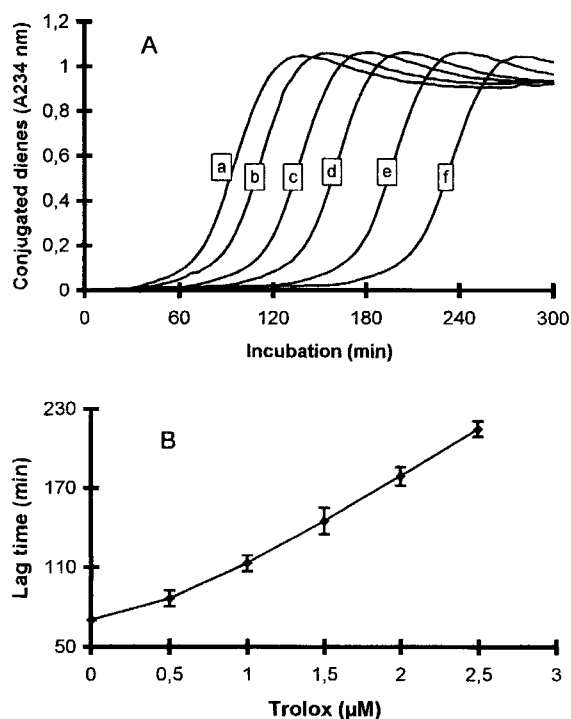 A
Conjugated dienes (A234 nm)
1,2
1
0,8
0,6
0,4
0,2
0
a
b
c
d
e
f
0 60 120 180 240 300
Incubation (min)
B
Lag time (min)
230
170
110
50
0 0,5 1 1,5 2 2,5 3
Trolox (µM)